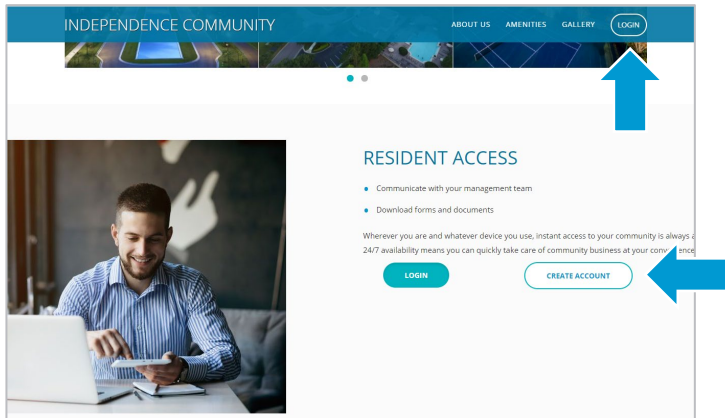 INDEPENDENCE COMMUNITY
ABOUT US AMENITIES GALLERY LOGIN
RESIDENT ACCESS
Communicate with your management team
Download forms and documents
Wherever you are and whatever device you use, instant access to your community is always
24/7 availability means you can quickly take care of community business at your
LOGIN CREATE ACCOUNT